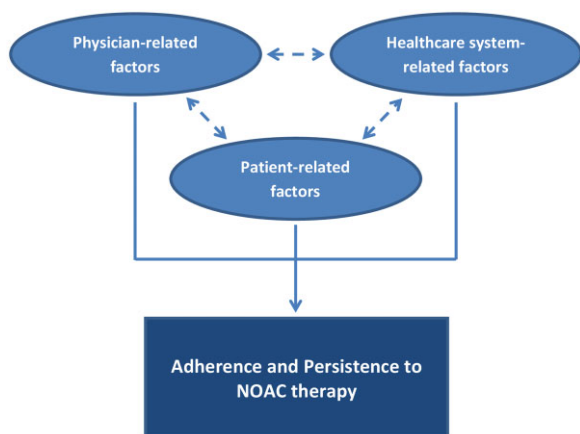 Physician-related
factors
Healthcare system-
related factors
Patient-related
factors
Adherence and Persistence to
NOAC therapy